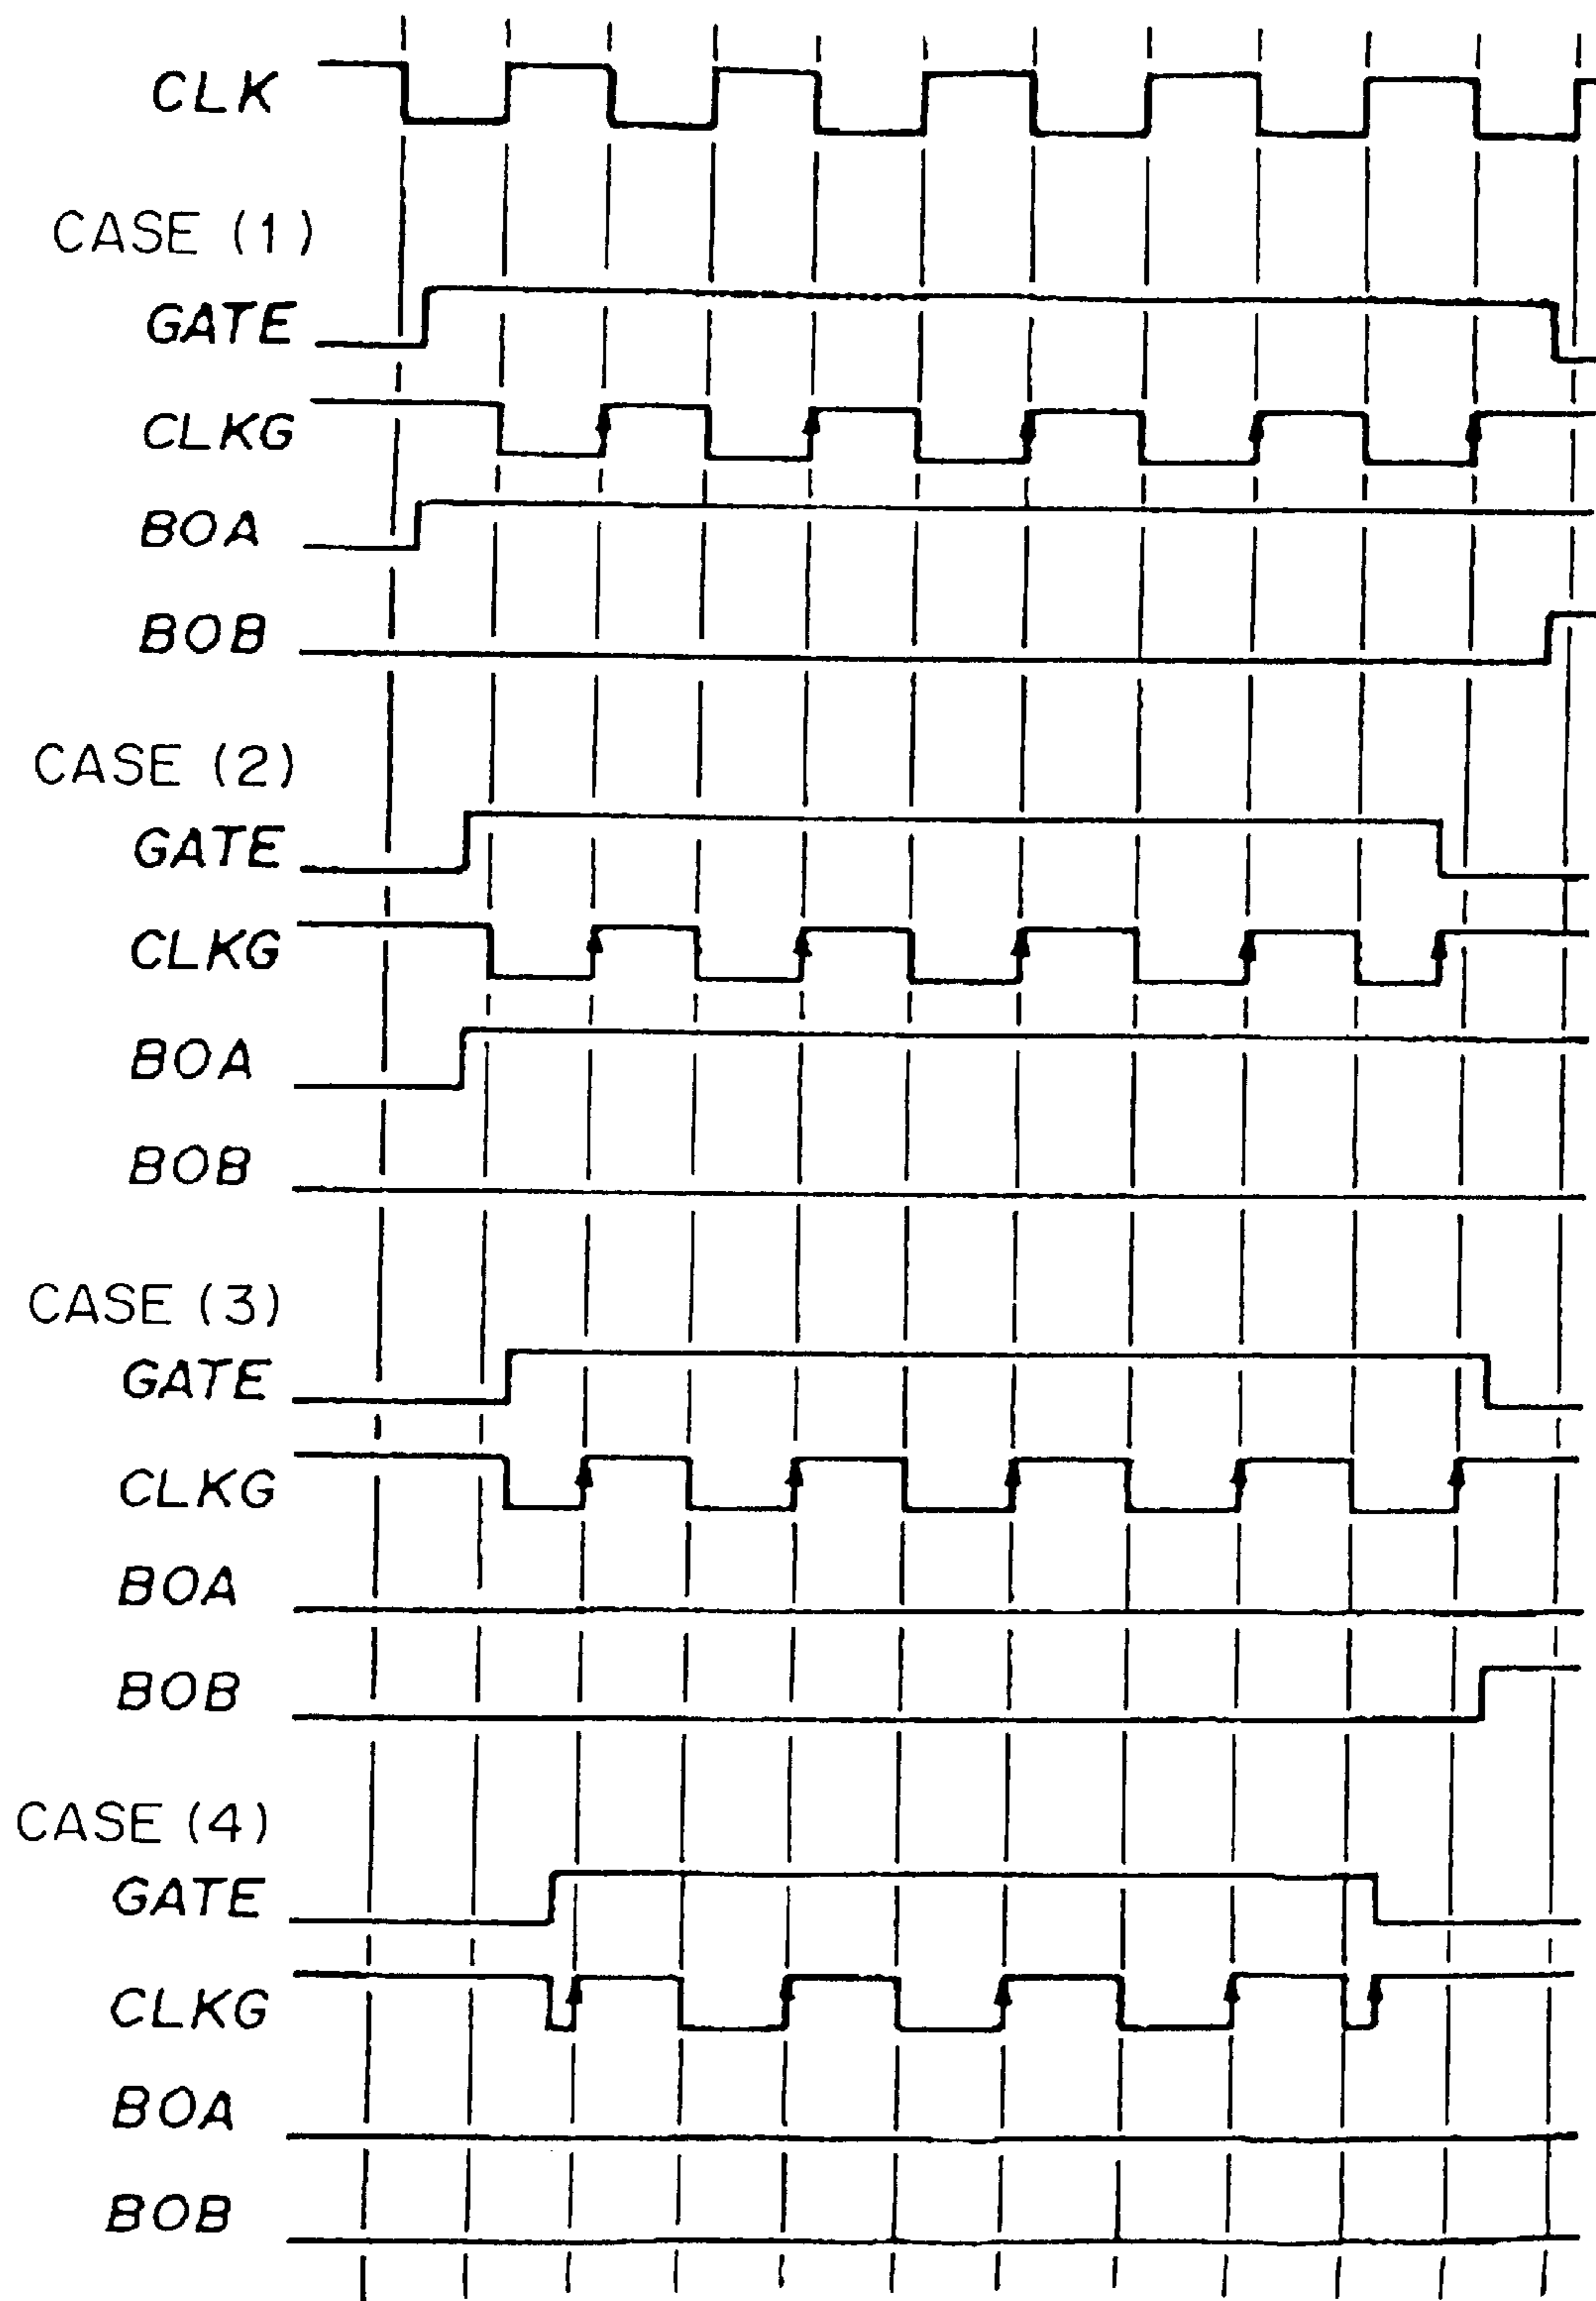 CLK
CASE (1)
GATE
CLKG
BOA
BOB
CASE (2)
GATE
CLKG
BOA
BOB
CASE (3)
GATE
CLKG
BOA
BOB
CASE (4)
GATE
CLKG
BOA
BOB